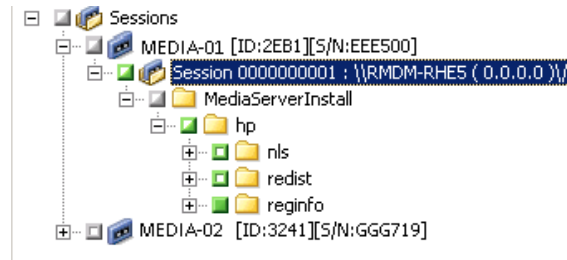 Sessions
MEDIA-01 [ID:2EB1][S/N:EEE500]
Session 0000000001 : \\RMDM-RHE5 ( 0.0.0.0 )\/
MediaServerInstall
hp
nls
redist
reginfo
MEDIA-02 [ID:3241][S/N:GGG719]